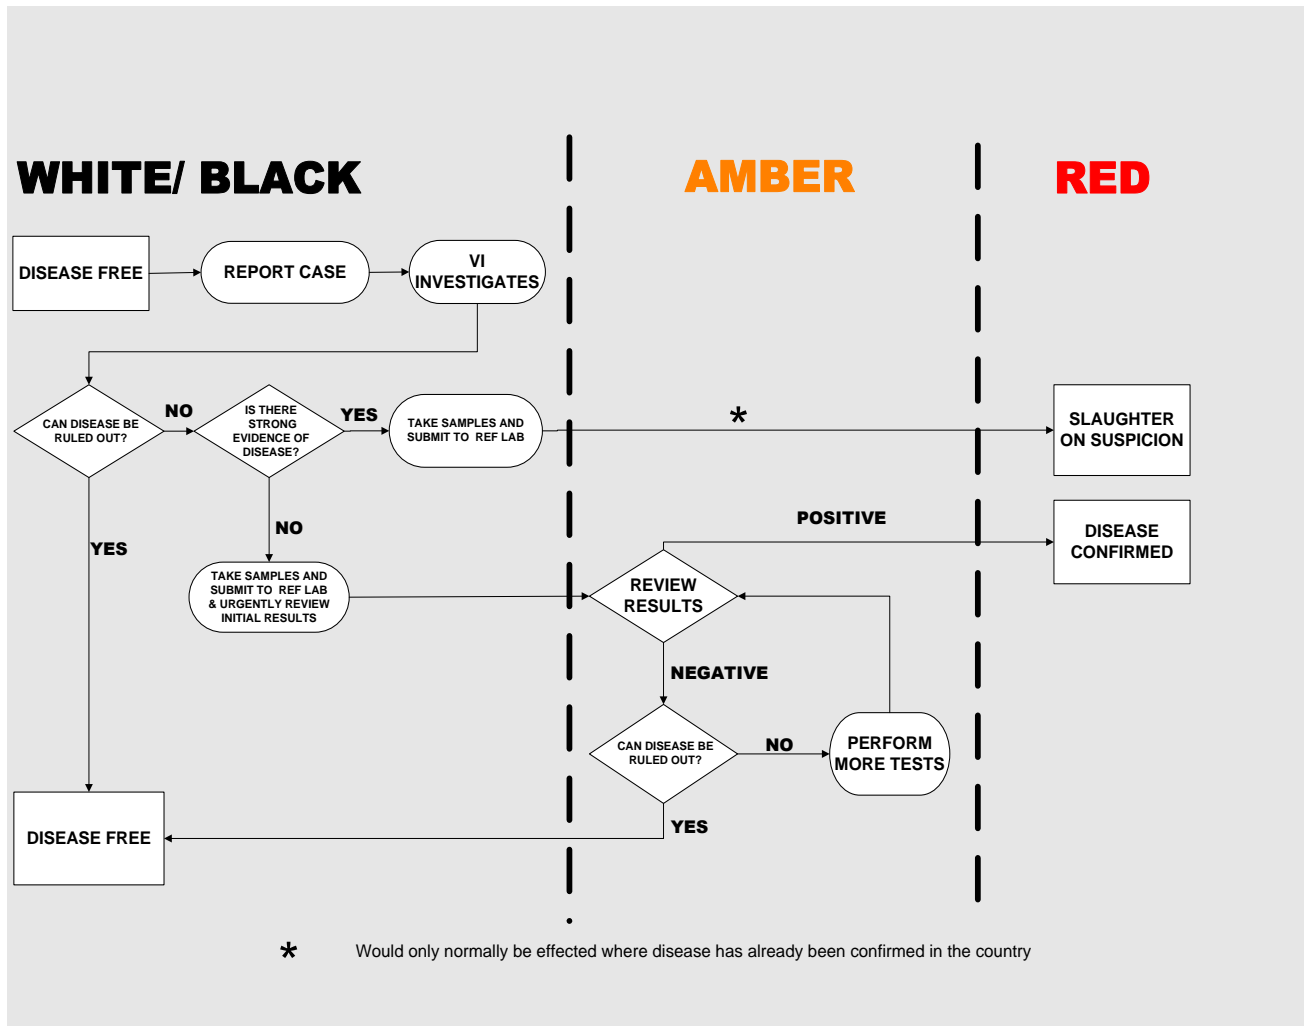 WHITE/ BLACK
AMBER
RED
DISEASE FREE
REPORT CASE
VI
INVESTIGATES
CAN DISEASE BE
RULED OUT?
NO
IS THERE
STRONG
EVIDENCE OF
DISEASE?
YES
TAKE SAMPLES AND
SUBMIT TO REF LAB
*
SLAUGHTER
ON SUSPICION
YES
NO
TAKE SAMPLES AND
SUBMIT TO REF LAB
& URGENTLY REVIEW
INITIAL RESULTS
REVIEW
RESULTS
POSITIVE
DISEASE
CONFIRMED
NEGATIVE
CAN DISEASE BE
RULED OUT?
NO
PERFORM
MORE TESTS
YES
DISEASE FREE
* Would only normally be effected where disease has already been confirmed in the country